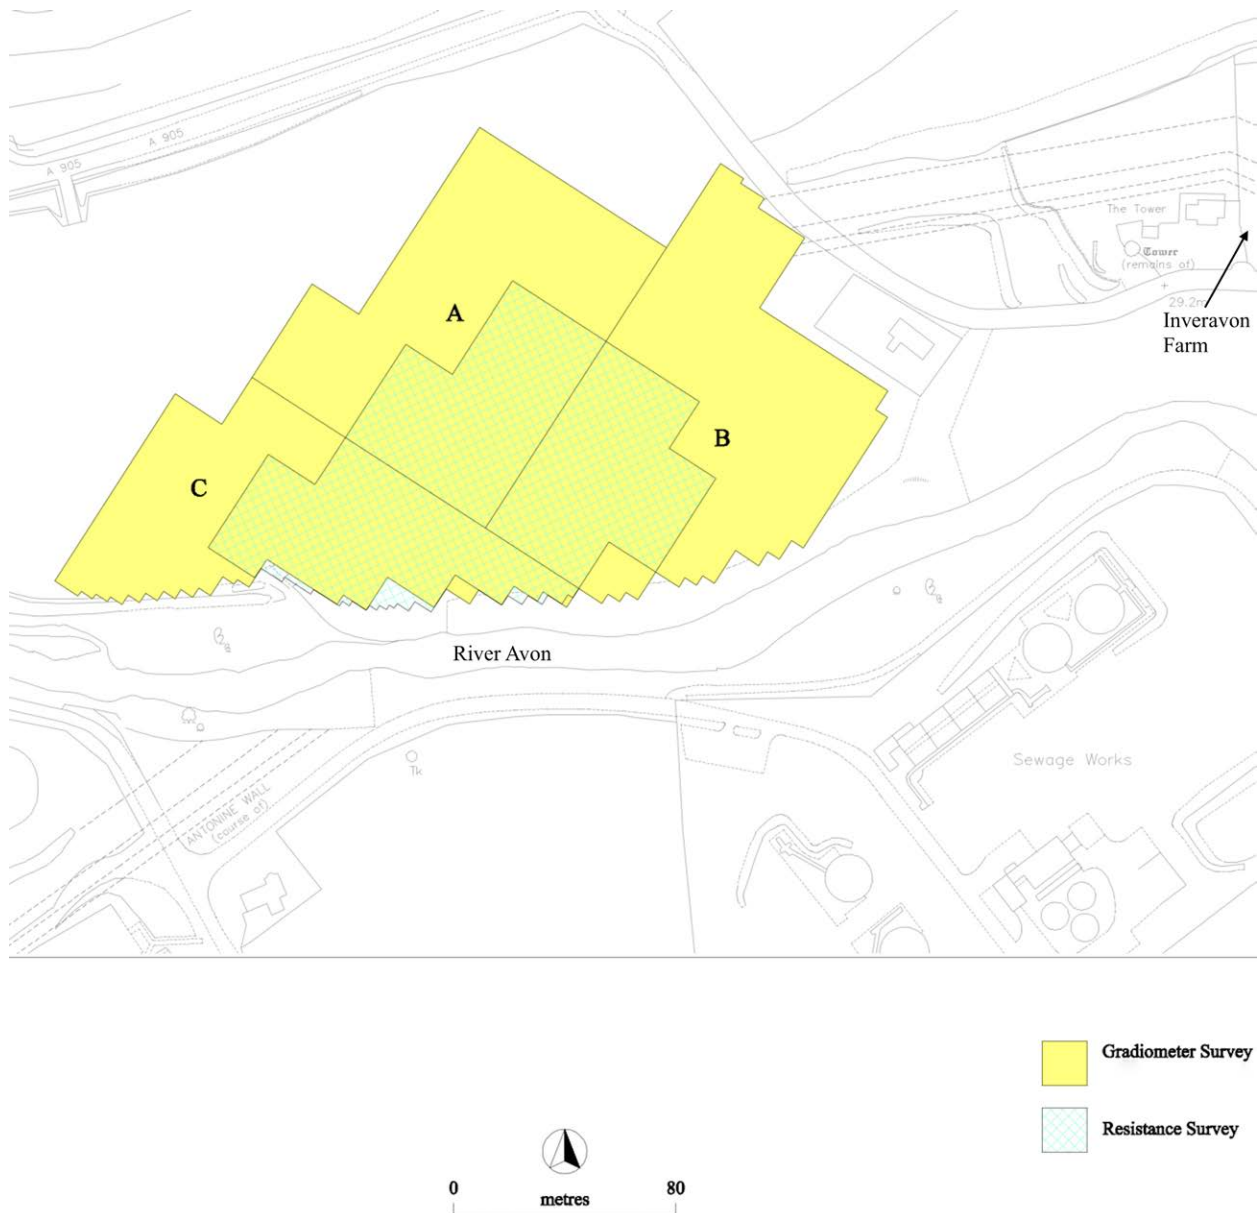 A 905
A 905
The Tower
Tower
(remains of)
29.2m
Inveravon
Farm
A
B
C
River Avon
Tk
Sewage Works
ANTONINE WALL
(course of)
Gradiometer Survey
Resistance Survey
0
metres
80